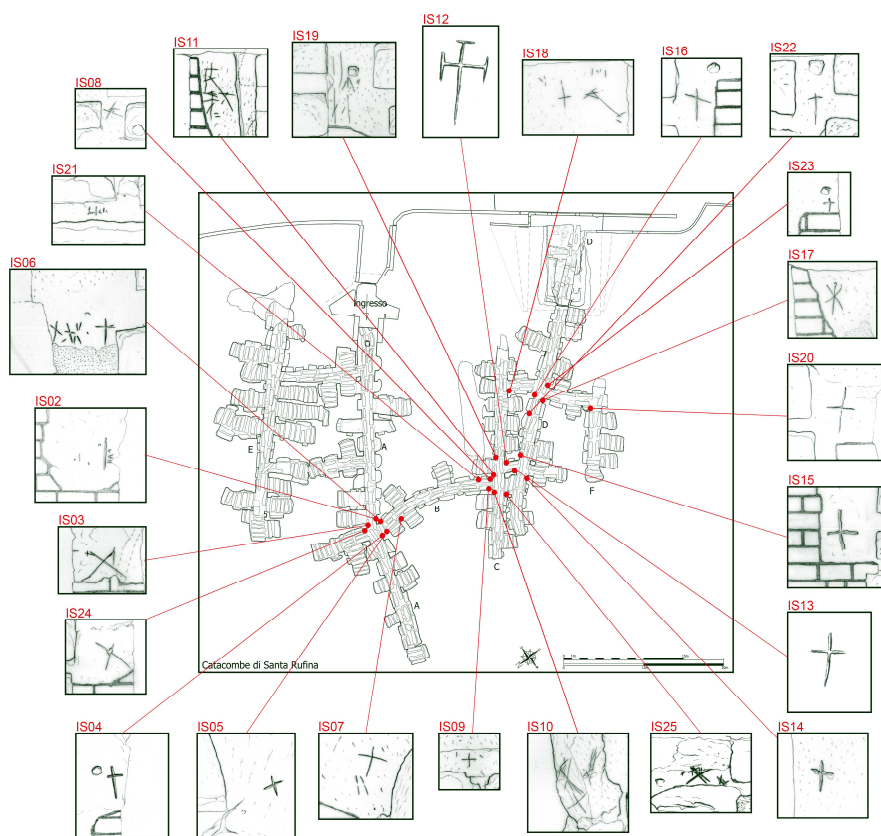 IS12
IS11
IS19
IS18
IS16
IS22
IS08
IS21
IS23
IS06
IS17
IS20
IS02
IS15
IS03
IS24
IS13
IS04
IS05
IS07
IS09
IS10
IS25
IS14
Ingresso
D
E
A
D
B
F
C
A
Catacombe di Santa Rufina